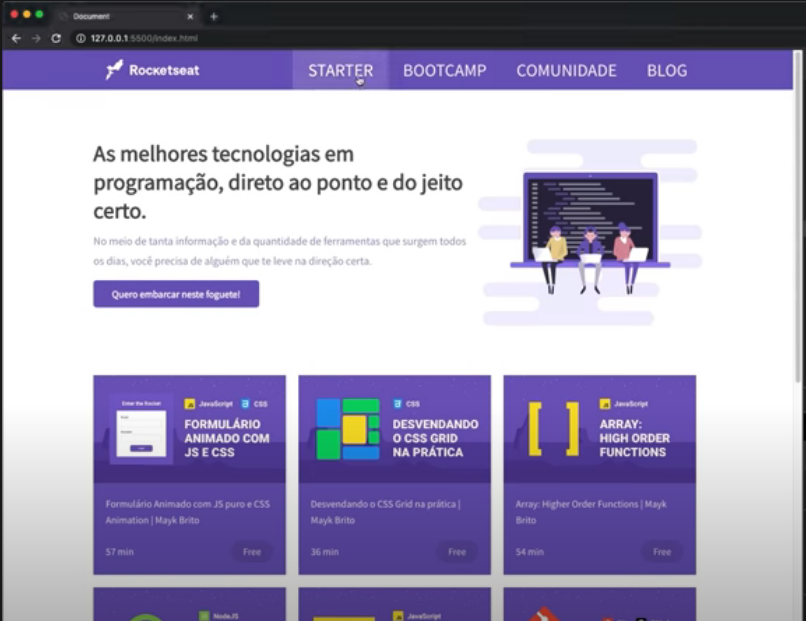 Document
127.0.0.1:5500/index.html
Rocketseat
STARTER
BOOTCAMP
COMUNIDADE
BLOG
As melhores tecnologias em
programação, direto ao ponto e do jeito
certo.
No meio de tanta informação e da quantidade de ferramentas que surgem todos
os dias, você precisa de alguém que te leve na direção certa.
Quero embarcar neste foguete!
Enter the Rocket
JavaScript
CSS
FORMULÁRIO
ANIMADO COM
JS E CSS
Formulário Animado com JS puro e CSS
Animation | Mayk Brito
57 min
Free
CSS
DESVENDANDO
O CSS GRID
NA PRÁTICA
Desvendando o CSS Grid na prática |
Mayk Brito
36 min
Free
JavaScript
ARRAY:
HIGH ORDER
FUNCTIONS
Array: Higher Order Functions | Mayk
Brito
54 min
Free
NodeJS
JavaScript